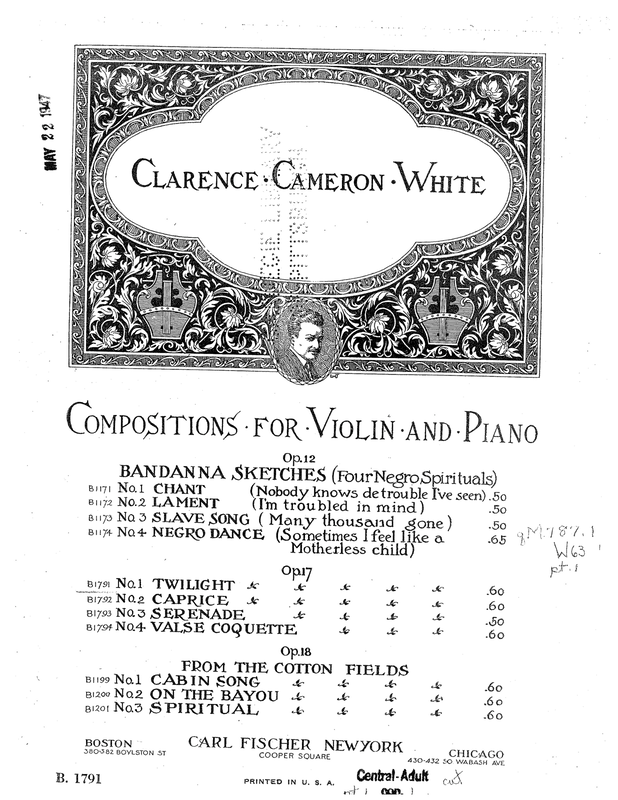 MAY 22 1947
CLARENCE · CAMERON · WHITE
COMPOSITIONS · FOR · VIOLIN · AND · PIANO
Op.12
BANDANNA SKETCHES (Four Negro Spirituals)
B1171 No.1 CHANT (Nobody knows de trouble I've seen) .50
B1172 No.2 LAMENT (I'm troubled in mind) .50
B1173 No 3 SLAVE SONG (Many thousand gone) .50
B1174 No.4 NEGRO DANCE (Sometimes I feel like a .65
Motherless child)
qM787.1
W63
pt.1
Op.17
B1791 No.1 TWILIGHT .60
B1792 No.2 CAPRICE .60
B1793 No.3 SERENADE .50
B1794 No.4 VALSE COQUETTE .60
Op.18
FROM THE COTTON FIELDS
B1199 No.1 CABIN SONG .60
B1200 No.2 ON THE BAYOU .60
B1201 No.3 SPIRITUAL .60
BOSTON
380-382 BOYLSTON ST
CARL FISCHER NEW YORK
COOPER SQUARE
CHICAGO
430-432 SO WABASH AVE
B. 1791
PRINTED IN U. S. A.
Central-Adult